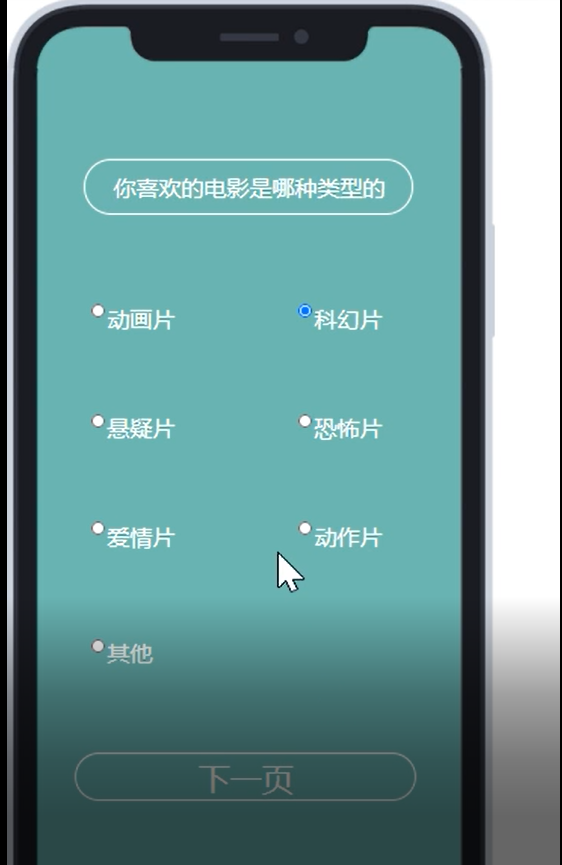 你喜欢的电影是哪种类型的
动画片 科幻片
悬疑片 恐怖片
爱情片 动作片
其他
下一页